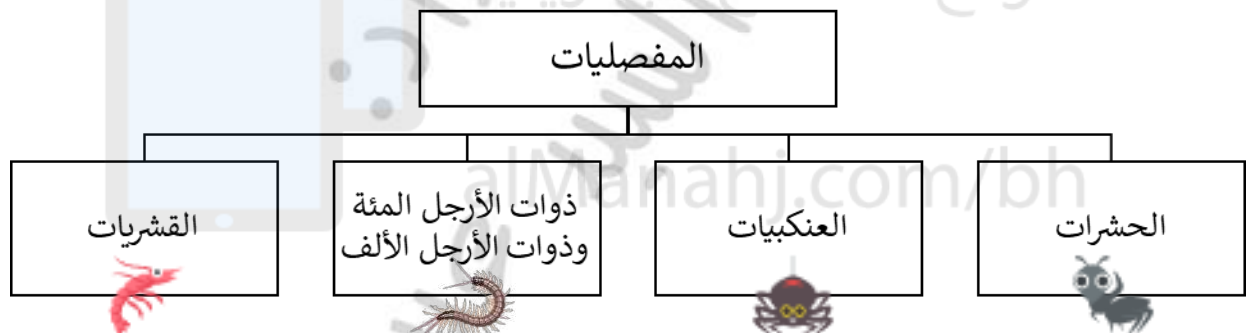 المفصليات
الحشرات
العنكبيات
ذوات الأرجل المئة
وذوات الأرجل الألف
القشريات
alManahj.com/bh